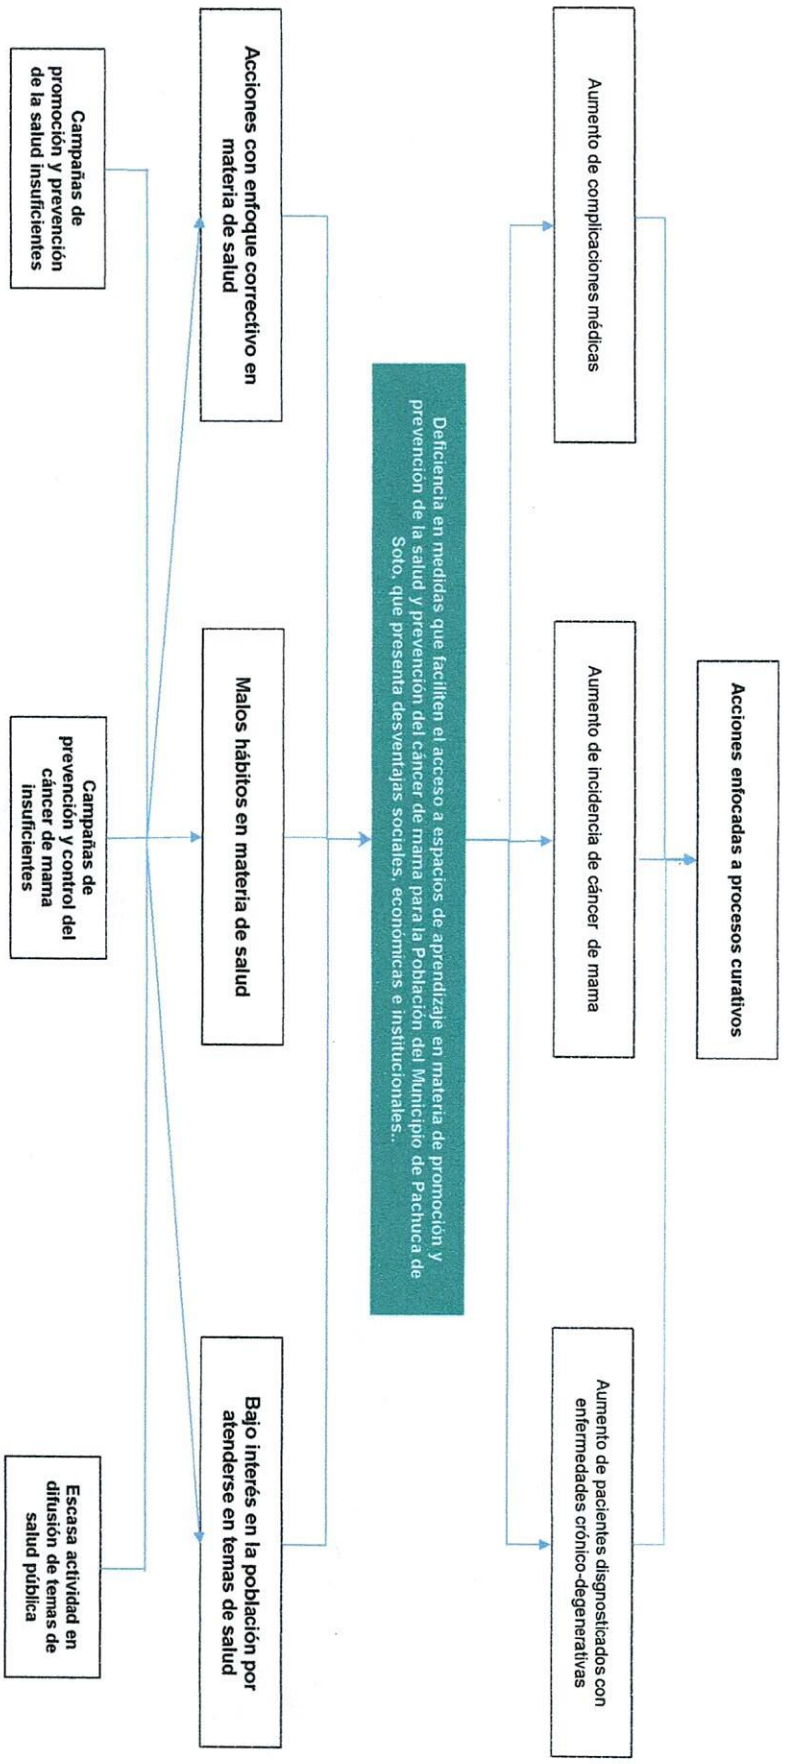 Acciones enfocadas a procesos curativos
Aumento de complicaciones médicas
Aumento de incidencia de cáncer de mama
Aumento de pacientes disgnosticados con
enfermedades crónico-degenerativas
Deficiencia en medidas que faciliten el acceso a espacios de aprendizaje en materia de promoción y
prevención de la salud y prevención del cáncer de mama para la Población del Municipio de Pachuca de
Soto, que presenta desventajas sociales, económicas e institucionales..
Acciones con enfoque correctivo en
materia de salud
Malos hábitos en materia de salud
Bajo interés en la población por
atenderse en temas de salud
Campañas de
promoción y prevención
de la salud insuficientes
Campañas de
prevención y control del
cáncer de mama
insuficientes
Escasa actividad en
difusión de temas de
salud pública